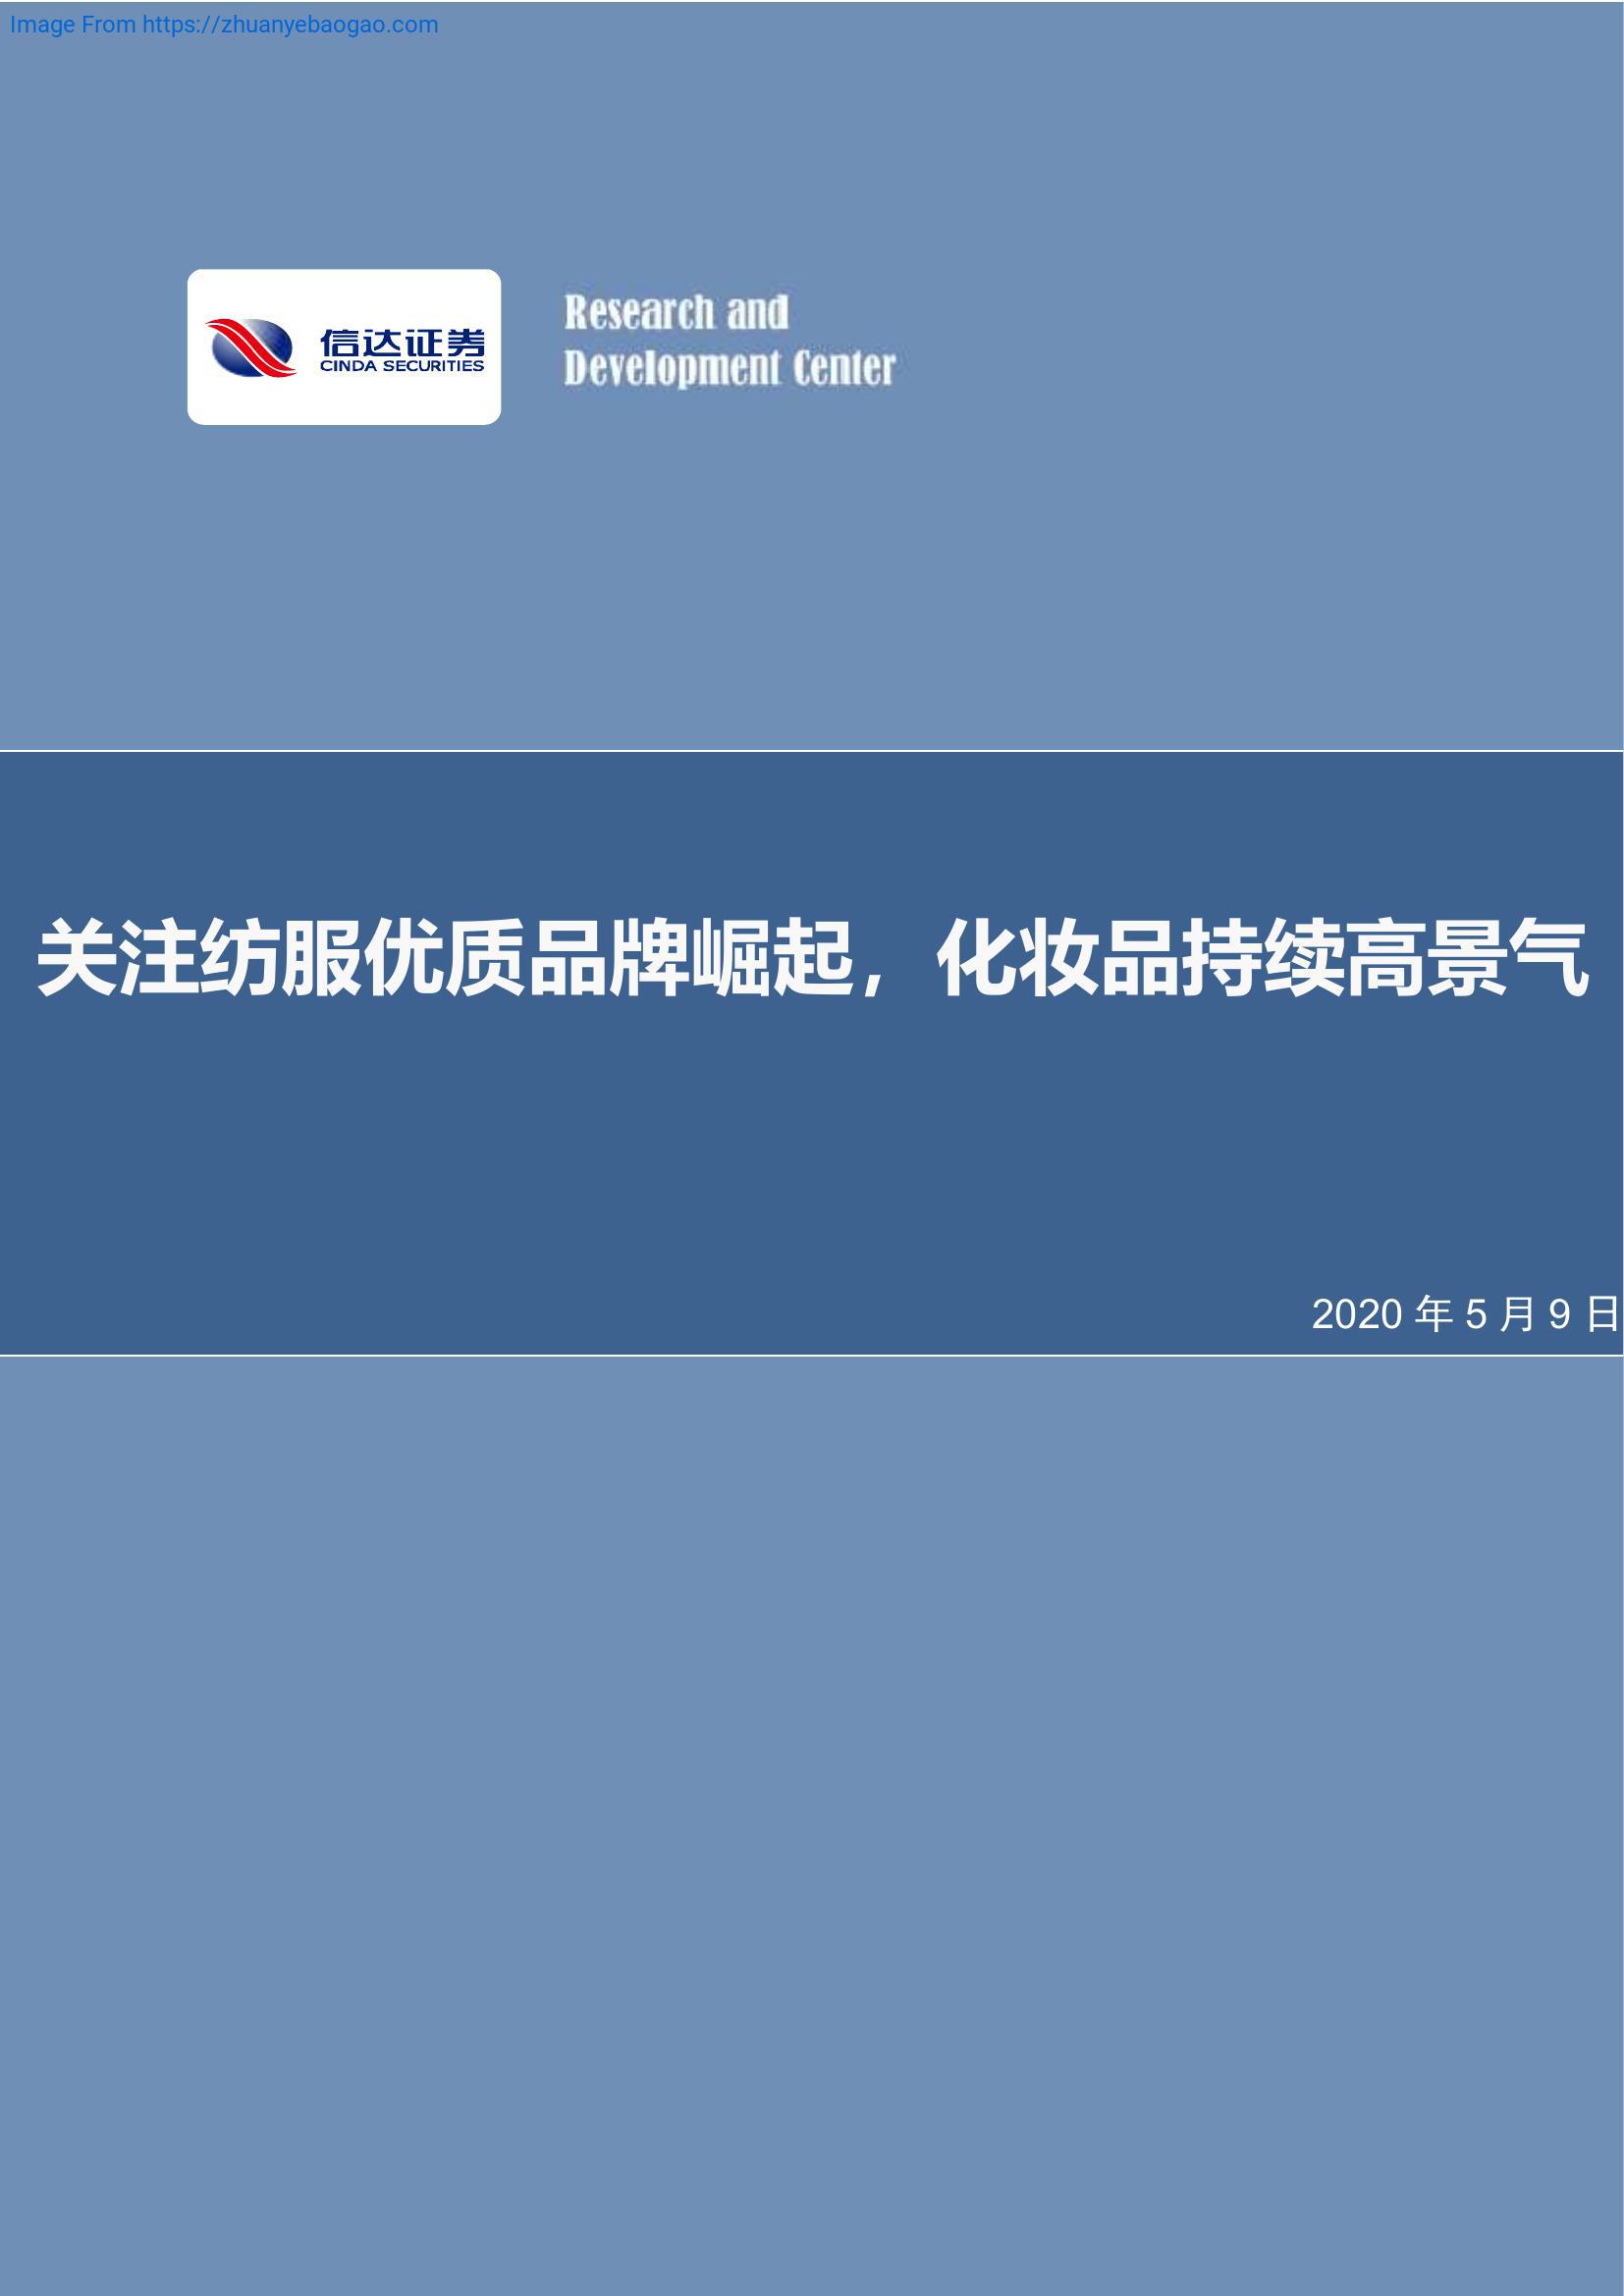 Image From https://zhuanyebaogao.com
信达证券
CINDA SECURITIES
Research and
Development Center
关注纺服优质品牌崛起，化妆品持续高景气
2020 年 5 月 9 日